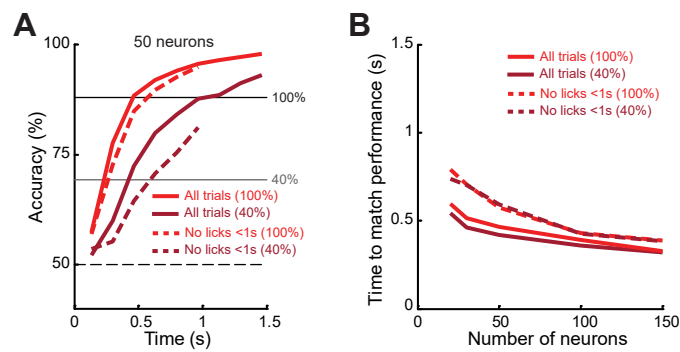 A
50 neurons
100
75
50
Accuracy (%)
100%
40%
All trials (100%)
All trials (40%)
No licks <1s (100%)
No licks <1s (40%)
0
0.5
1
1.5
Time (s)
B
1.5
1
0.5
0
Time to match performance (s)
All trials (100%)
All trials (40%)
No licks <1s (100%)
No licks <1s (40%)
0
50
100
150
Number of neurons